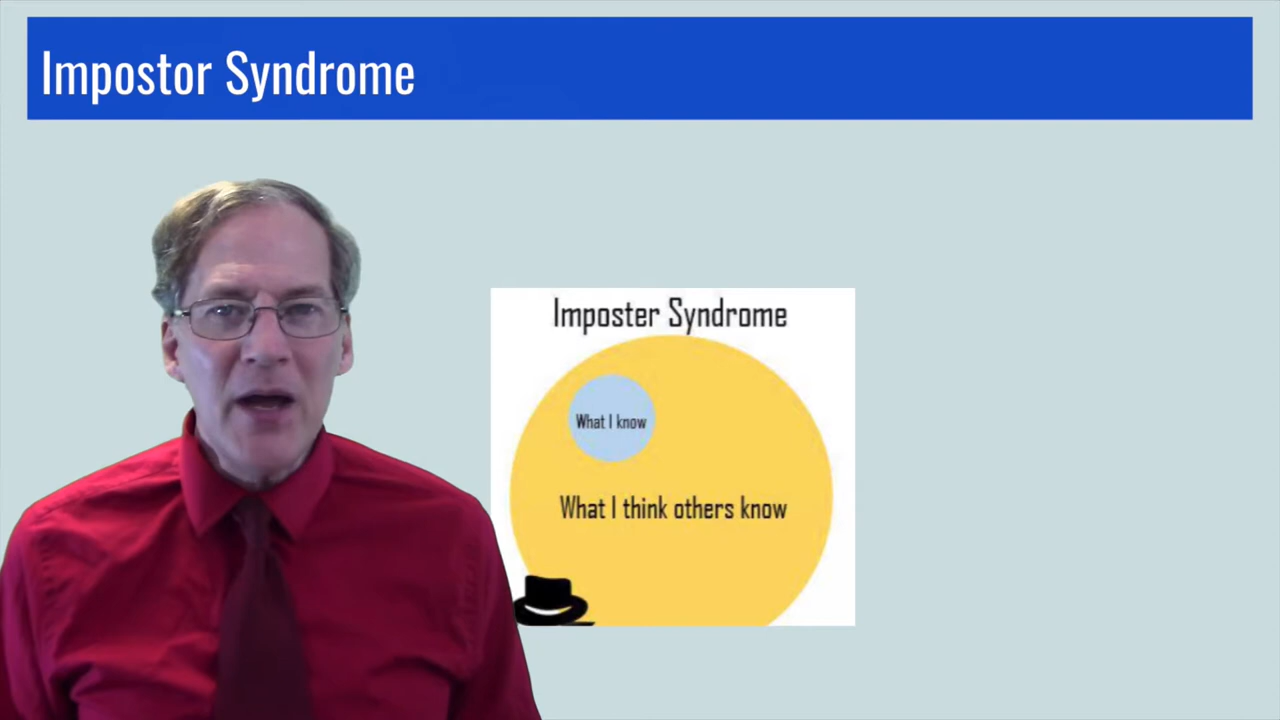 Impostor Syndrome
Imposter Syndrome
What I know
What I think others know